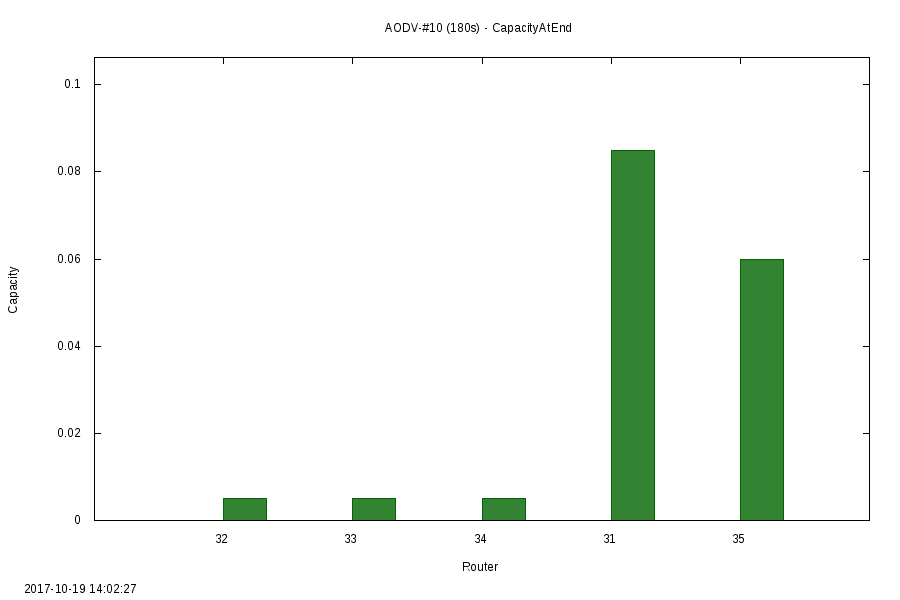 AODV-#10 (180s) - CapacityAtEnd
0.1
0.08
0.06
0.04
0.02
0
Capacity
32 33 34 31 35
Router
2017-10-19 14:02:27